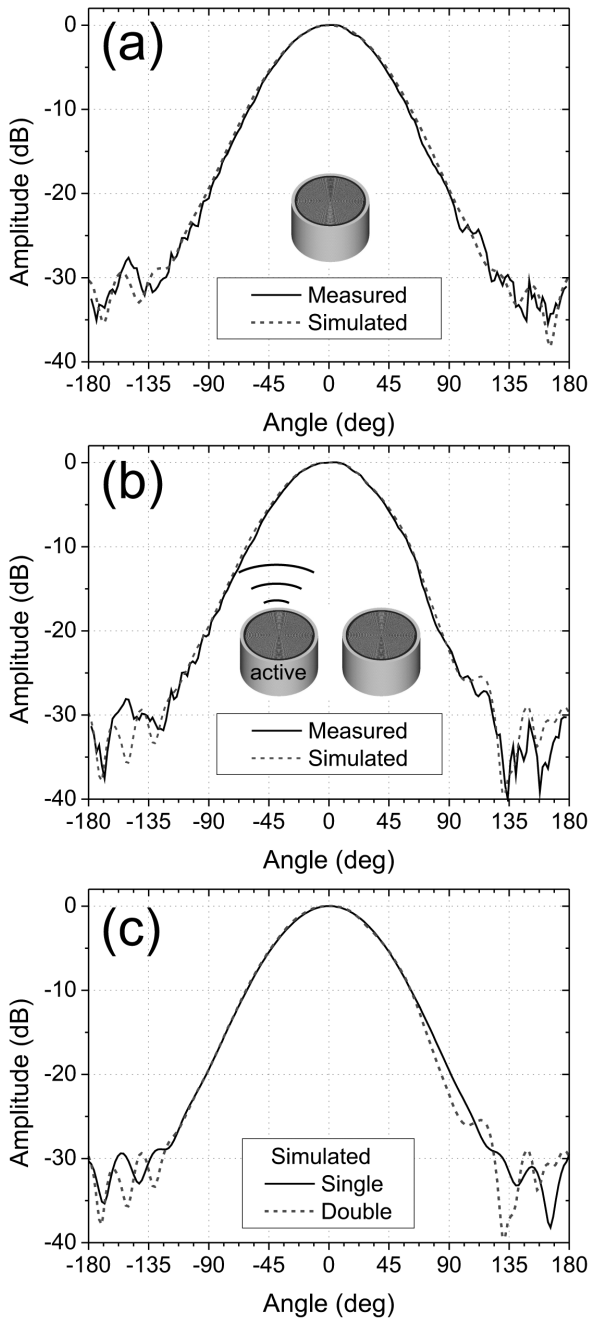 (a)
Amplitude (dB)
0
-10
-20
-30
-40
Measured
Simulated
-180 -135 -90 -45 0 45 90 135 180
Angle (deg)
(b)
Amplitude (dB)
0
-10
-20
-30
-40
active
Measured
Simulated
-180 -135 -90 -45 0 45 90 135 180
Angle (deg)
(c)
Amplitude (dB)
0
-10
-20
-30
-40
Simulated
Single
Double
-180 -135 -90 -45 0 45 90 135 180
Angle (deg)